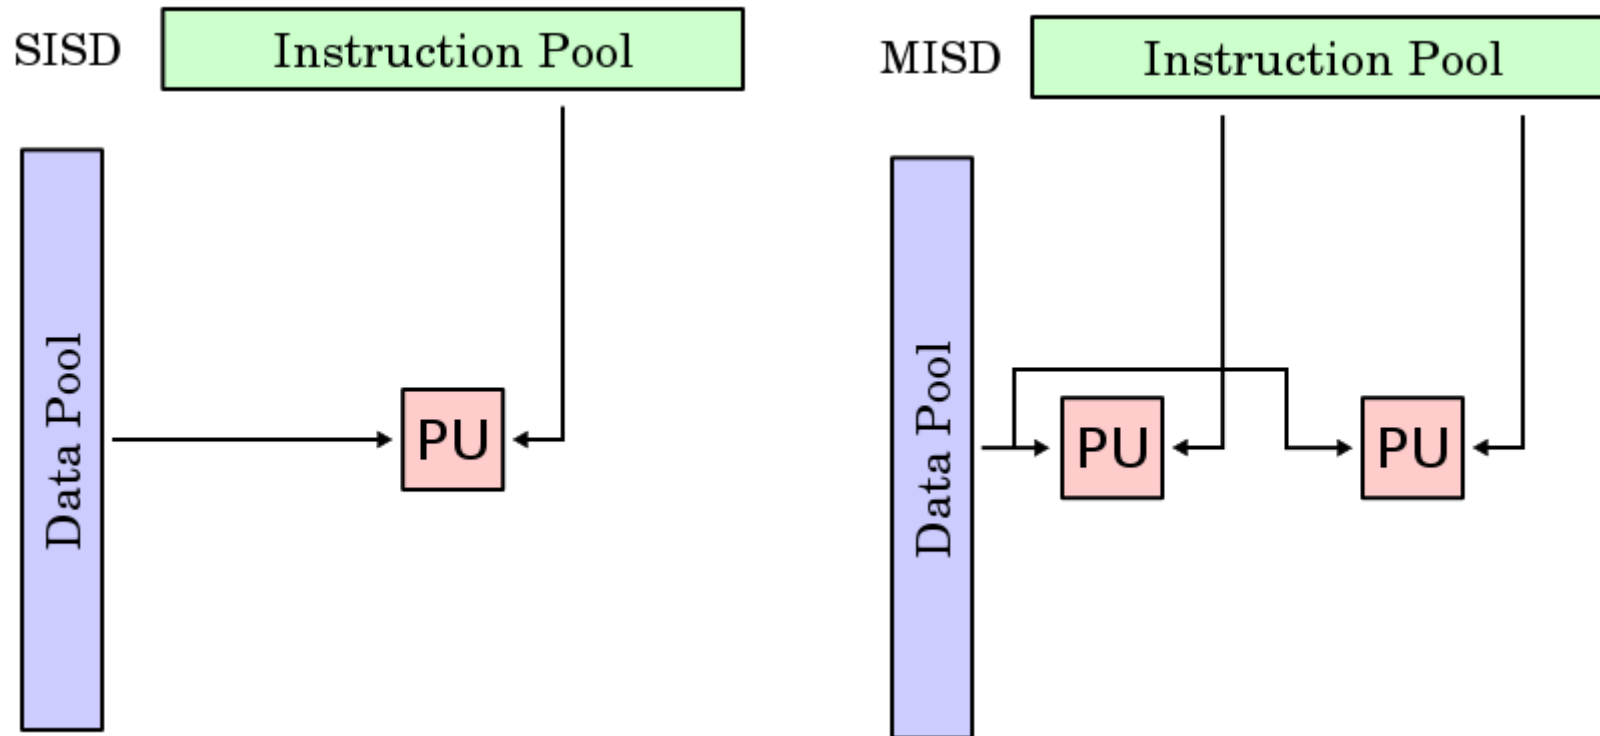 SISD
Instruction Pool
Data Pool
PU
MISD
Instruction Pool
Data Pool
PU
PU